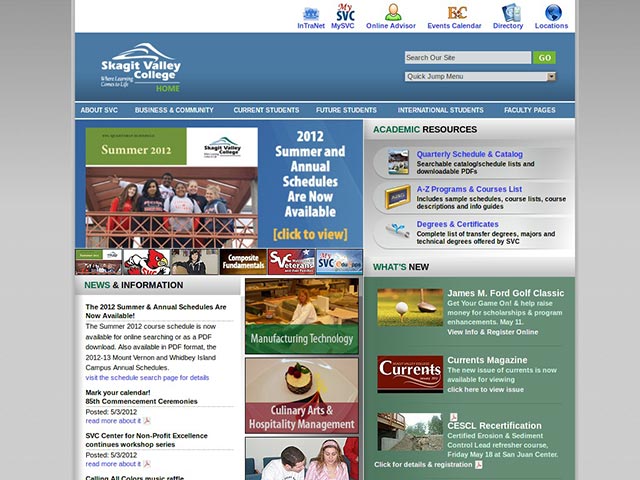 InTraNet
My SVC
MySVC
Online Advisor
Events Calendar
Directory
Locations
Skagit Valley College
Where Learning Comes to Life
HOME
Search Our Site
GO
Quick Jump Menu
ABOUT SVC
BUSINESS & COMMUNITY
CURRENT STUDENTS
FUTURE STUDENTS
INTERNATIONAL STUDENTS
FACULTY PAGES
Summer 2012
Skagit Valley College
2012
Summer and
Annual
Schedules
Are Now
Available
[click to view]
Composite
Fundamentals
SVC
Veterans
My
SVC
ACADEMIC RESOURCES
Quarterly Schedule & Catalog
Searchable catalog/schedule lists and
downloadable PDFs
A-Z Programs & Courses List
Includes sample schedules, course lists, course
descriptions and info guides
Degrees & Certificates
Complete list of transfer degrees, majors and
technical degrees offered by SVC
NEWS & INFORMATION
The 2012 Summer & Annual Schedules Are
Now Available!
The Summer 2012 course schedule is now
available for online searching or as a PDF
download. Also available in PDF format, the
2012-13 Mount Vernon and Whidbey Island
Campus Annual Schedules.
visit the schedule search page for details
Mark your calendar!
85th Commencement Ceremonies
Posted: 5/3/2012
read more about it
SVC Center for Non-Profit Excellence
continues workshop series
Posted: 5/3/2012
read more about it
Calling All Colors music raffle
Manufacturing Technology
Culinary Arts &
Hospitality Management
WHAT'S NEW
James M. Ford Golf Classic
Get Your Game On! & help raise
money for scholarships & program
enhancements. May 11.
View Info & Register Online
Currents
Currents Magazine
The new issue of currents is now
available for viewing
click here to view issue
CESCL Recertification
Certified Erosion & Sediment
Control Lead refresher course,
Friday May 18 at San Juan Center.
Click for details & registration